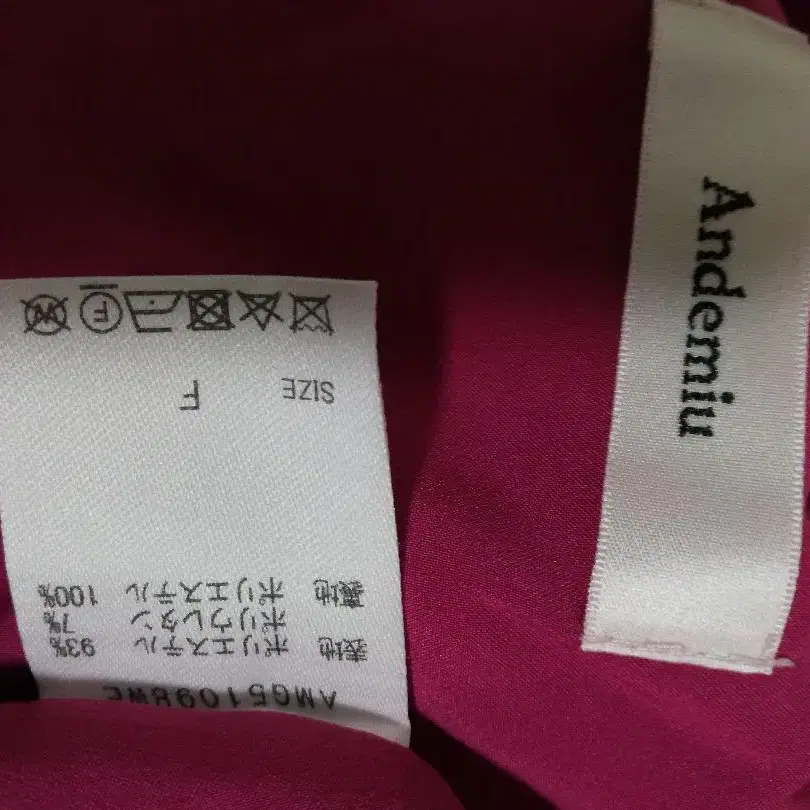 Andemiu
AMG51098WE
表地 ポリエステル 93%
ポリウレタン 7%
裏地 ポリエステル 100%
SIZE F